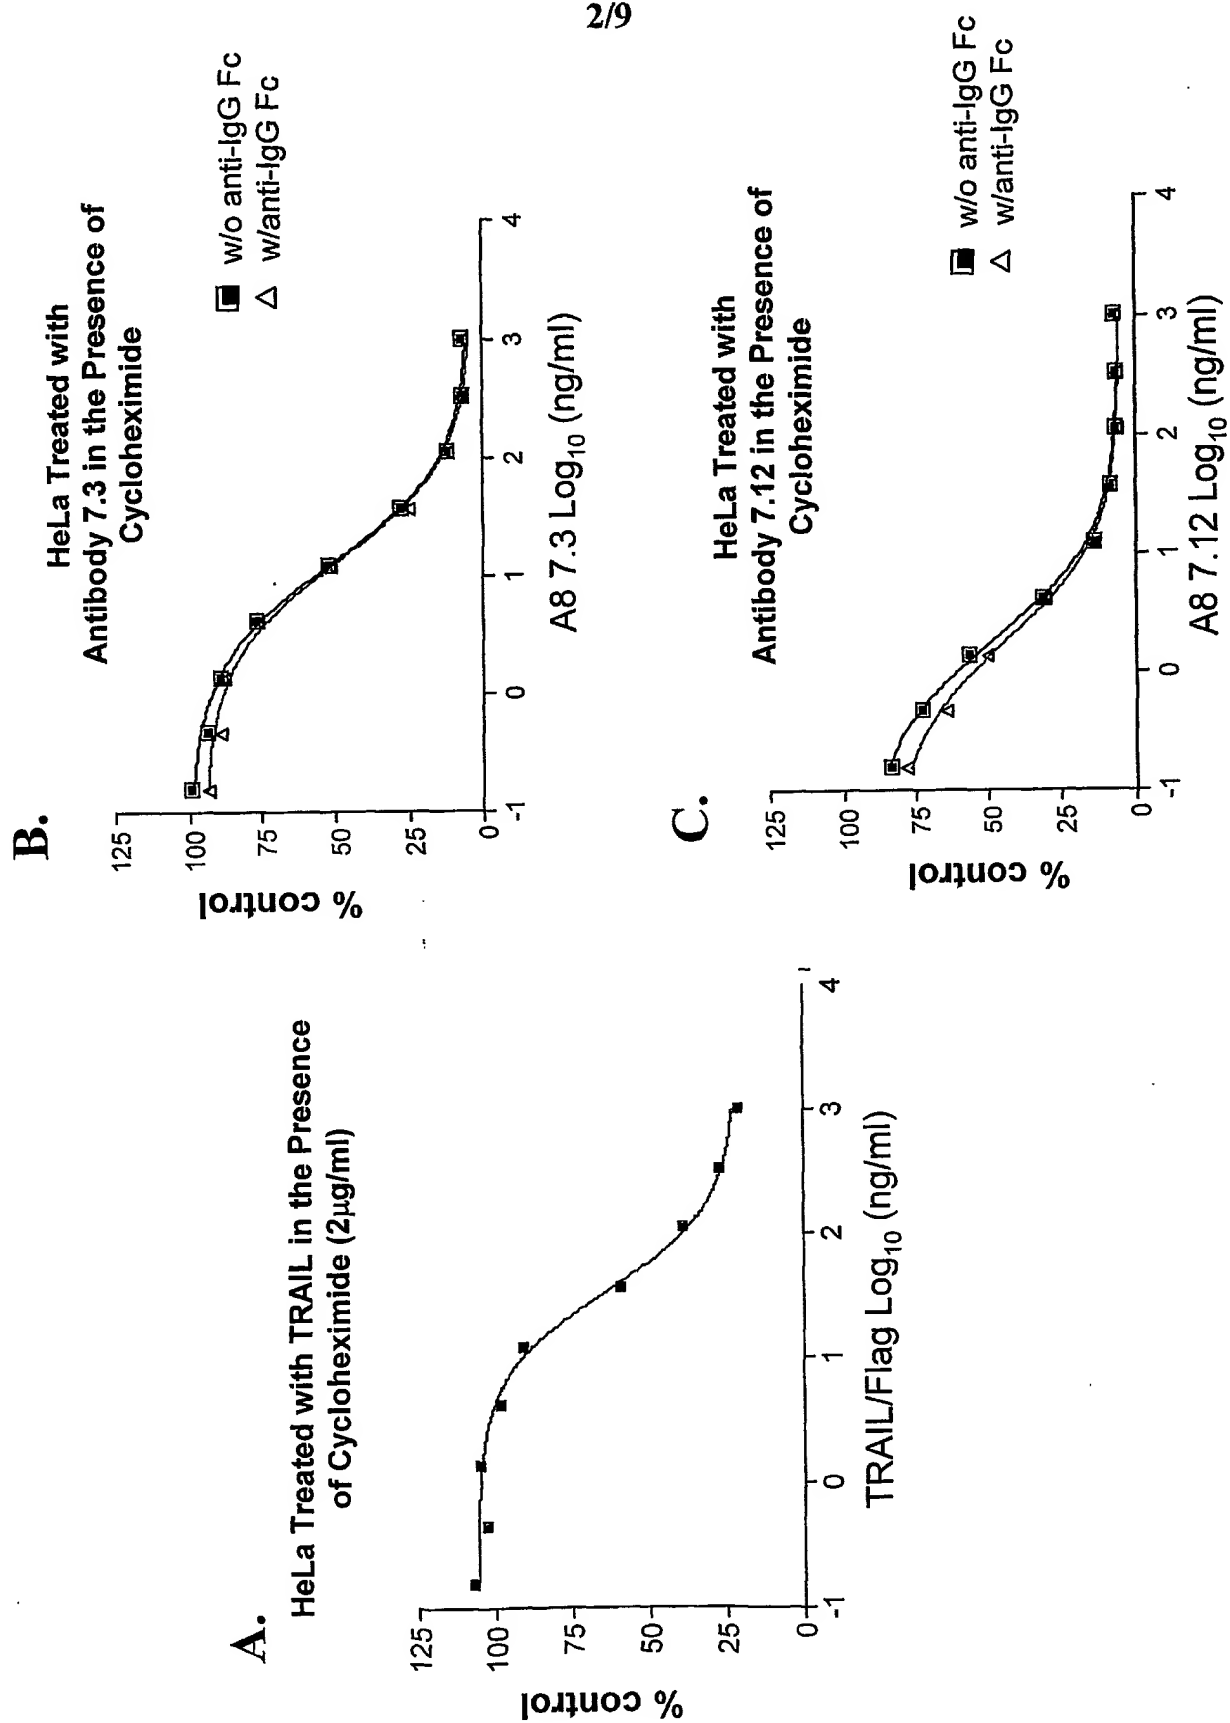 2/9
A.
HeLa Treated with TRAIL in the Presence
of Cycloheximide (2µg/ml)
% control
125
100
75
50
25
0
-1
0
1
2
3
4
TRAIL/Flag Log10 (ng/ml)
B.
HeLa Treated with
Antibody 7.3 in the Presence of
Cycloheximide
w/o anti-IgG Fc
w/anti-IgG Fc
% control
125
100
75
50
25
0
-1
0
1
2
3
4
A8 7.3 Log10 (ng/ml)
C.
HeLa Treated with
Antibody 7.12 in the Presence of
Cycloheximide
w/o anti-IgG Fc
w/anti-IgG Fc
% control
125
100
75
50
25
0
-1
0
1
2
3
4
A8 7.12 Log10 (ng/ml)